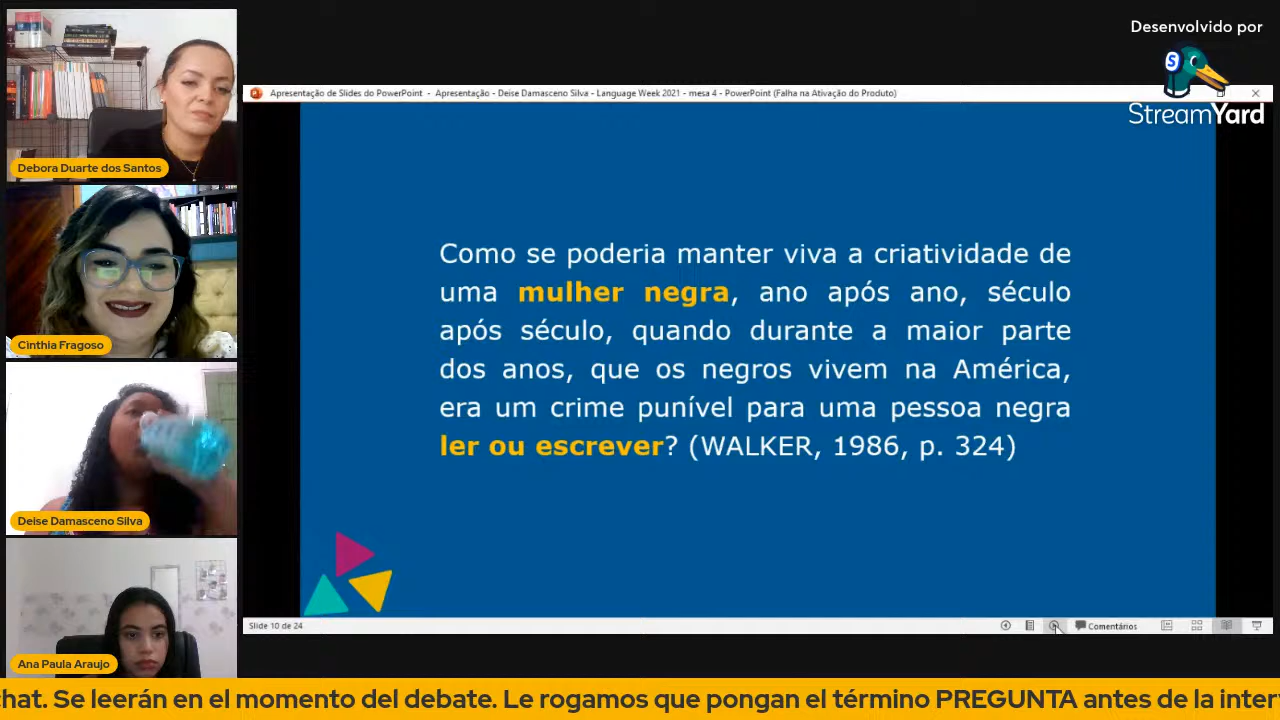 Desenvolvido por
StreamYard
Apresentação de Slides do PowerPoint - Apresentação - Deise Damasceno Silva - Language Week 2021 - mesa 4 - PowerPoint (Falha na Ativação do Produto)
Debora Duarte dos Santos
Cinthia Fragoso
Deise Damasceno Silva
Ana Paula Araujo
Como se poderia manter viva a criatividade de
uma mulher negra, ano após ano, século
após século, quando durante a maior parte
dos anos, que os negros vivem na América,
era um crime punível para uma pessoa negra
ler ou escrever? (WALKER, 1986, p. 324)
Slide 10 de 24
Comentários
chat. Se leerán en el momento del debate. Le rogamos que pongan el término PREGUNTA antes de la inter